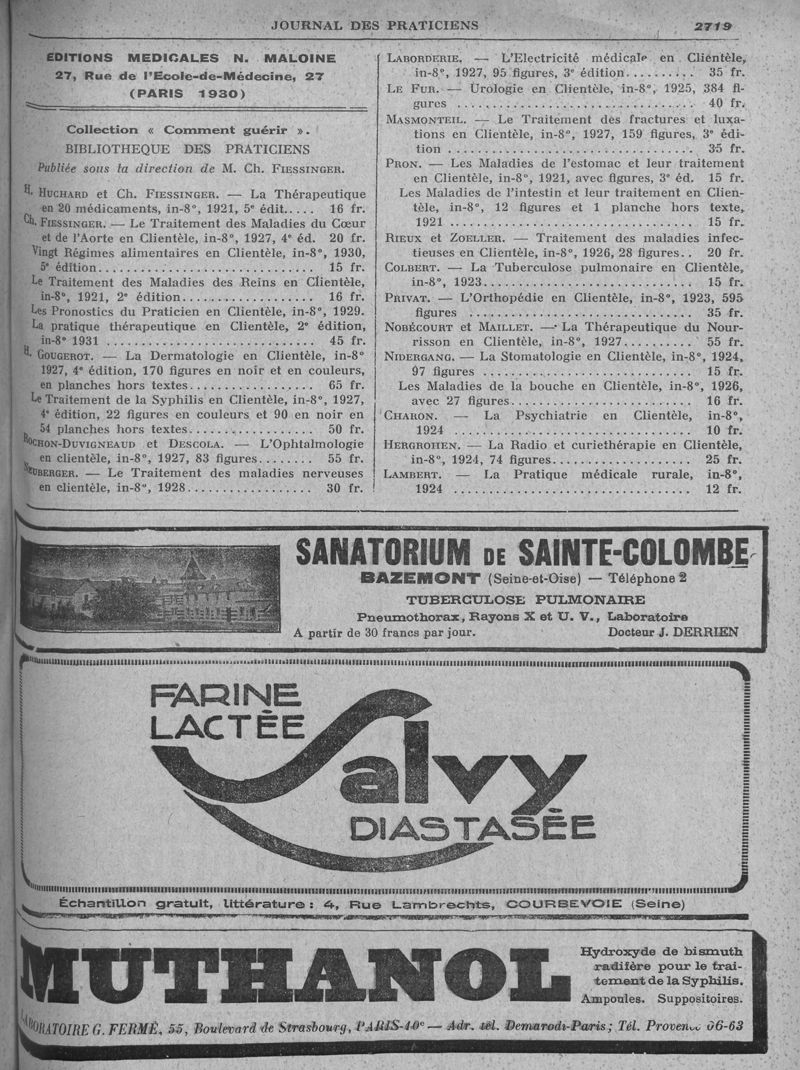 JOURNAL DES PRATICIENS
2719
EDITIONS MEDICALES N. MALOINE
27, Rue de l'Ecole-de-Médecine, 27
(PARIS 1930)
Collection « Comment guérir ».
BIBLIOTHEQUE DES PRATICIENS
Publiée sous la direction de M. Ch. FIESSINGER.
H. HUCHARD et Ch. FIESSINGER. — La Thérapeutique
en 20 médicaments, in-8°, 1921, 5e édit..... 16 fr.
Ch. FIESSINGER. — Le Traitement des Maladies du Cœur
et de l'Aorte en Clientèle, in-8°, 1927, 4e éd. 20 fr.
Vingt Régimes alimentaires en Clientèle, in-8°, 1930,
5e édition.................... 15 fr.
Le Traitement des Maladies des Reins en Clientèle,
in-8°, 1921, 2e édition.................... 16 fr.
Les Pronostics du Praticien en Clientèle, in-8°, 1929.
La pratique thérapeutique en Clientèle, 2e édition,
in-8° 1931 .................... 45 fr.
H. GOUGEROT. — La Dermatologie en Clientèle, in-8°
1927, 4e édition, 170 figures en noir et en couleurs,
en planches hors textes.................. 65 fr.
Le Traitement de la Syphilis en Clientèle, in-8°, 1927,
4e édition, 22 figures en couleurs et 90 en noir en
54 planches hors textes.................. 50 fr.
ROCHON-DUVIGNEAUD et DESCOLA. — L'Ophtalmologie
en clientèle, in-8°, 1927, 83 figures........ 55 fr.
NEUBERGER. — Le Traitement des maladies nerveuses
en clientèle, in-8°, 1928.................. 30 fr.
LABORDERIE. — L'Electricité médicale en Clientèle,
in-8°, 1927, 95 figures, 3e édition.......... 35 fr.
LE FUR. — Urologie en Clientèle, in-8°, 1925, 384 fi-
gures .................... 40 fr.
MASMONTEIL. — Le Traitement des fractures et luxa-
tions en Clientèle, in-8°, 1927, 159 figures, 3e édi-
tion .................... 35 fr.
PRON. — Les Maladies de l'estomac et leur traitement
en Clientèle, in-8°, 1921, avec figures, 3e éd. 15 fr.
Les Maladies de l'intestin et leur traitement en Clien-
tèle, in-8°, 12 figures et 1 planche hors texte,
1921 .................... 15 fr.
RIEUX et ZOELLER. — Traitement des maladies infec-
tieuses en Clientèle, in-8°, 1926, 28 figures.. 20 fr.
COLBERT. — La Tuberculose pulmonaire en Clientèle,
in-8°, 1923.................... 15 fr.
PRIVAT. — L'Orthopédie en Clientèle, in-8°, 1923, 595
figures .................... 35 fr.
NOBÉCOURT et MAILLET. — La Thérapeutique du Nour-
risson en Clientèle, in-8°, 1927.......... 55 fr.
NIDERGANG. — La Stomatologie en Clientèle, in-8°, 1924,
97 figures .................... 15 fr.
Les Maladies de la bouche en Clientèle, in-8°, 1926,
avec 27 figures.................... 16 fr.
CHARON. — La Psychiatrie en Clientèle, in-8°,
1924 .................... 10 fr.
HERGROHEN. — La Radio et curiethérapie en Clientèle,
in-8°, 1924, 74 figures.................... 25 fr.
LAMBERT. — La Pratique médicale rurale, in-8°,
1924 .................... 12 fr.
SANATORIUM DE SAINTE-COLOMBE
BAZEMONT (Seine-et-Oise) — Téléphone 2
TUBERCULOSE PULMONAIRE
Pneumothorax, Rayons X et U. V., Laboratoire
A partir de 30 francs par jour. Docteur J. DERRIEN
FARINE
LACTÉE
Salvy
DIASTASÉE
Échantillon gratuit, littérature : 4, Rue Lambrechts, COURBEVOIE (Seine)
MUTHANOL
Hydroxyde de bismuth
radifère pour le trai-
tement de la Syphilis.
Ampoules. Suppositoires.
LABORATOIRE G. FERMÉ, 55, Boulevard de Strasbourg, PARIS-10e — Adr. tél. Demarodi-Paris; Tél. Provence 06-63